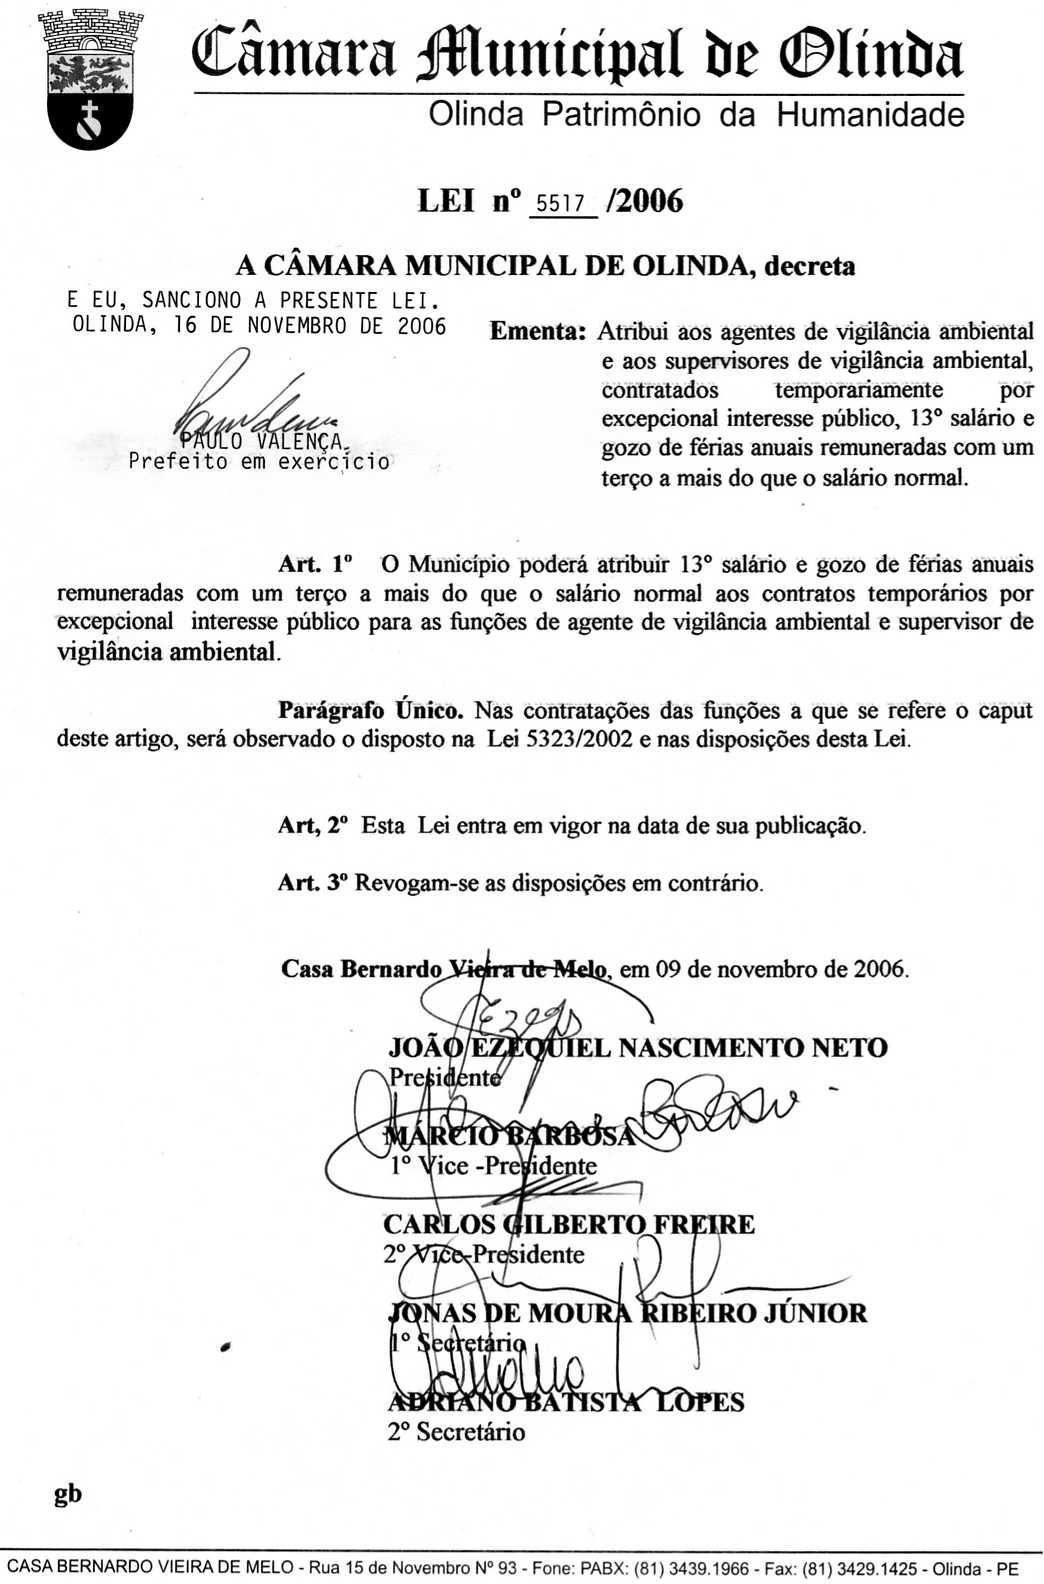 Câmara Municipal de Olinda
Olinda Patrimônio da Humanidade
LEI nº 5517 /2006
A CÂMARA MUNICIPAL DE OLINDA, decreta
E EU, SANCIONO A PRESENTE LEI.
OLINDA, 16 DE NOVEMBRO DE 2006
PAULO VALENÇA.
Prefeito em exercício
Ementa: Atribui aos agentes de vigilância ambiental
e aos supervisores de vigilância ambiental,
contratados temporariamente por
excepcional interesse público, 13º salário e
gozo de férias anuais remuneradas com um
terço a mais do que o salário normal.
Art. 1º O Município poderá atribuir 13º salário e gozo de férias anuais
remuneradas com um terço a mais do que o salário normal aos contratos temporários por
excepcional interesse público para as funções de agente de vigilância ambiental e supervisor de
vigilância ambiental.
Parágrafo Único. Nas contratações das funções a que se refere o caput
deste artigo, será observado o disposto na Lei 5323/2002 e nas disposições desta Lei.
Art, 2º Esta Lei entra em vigor na data de sua publicação.
Art. 3º Revogam-se as disposições em contrário.
Casa Bernardo Vieira de Melo, em 09 de novembro de 2006.
JOÃO EZEQUIEL NASCIMENTO NETO
Presidente
MÁRCIO BARBOSA
1º Vice -Presidente
CARLOS GILBERTO FREIRE
2º Vice-Presidente
JONAS DE MOURA RIBEIRO JÚNIOR
1º Secretário
ADRIANO BATISTA LOPES
2º Secretário
gb
CASA BERNARDO VIEIRA DE MELO - Rua 15 de Novembro Nº 93 - Fone: PABX: (81) 3439.1966 - Fax: (81) 3429.1425 - Olinda - PE